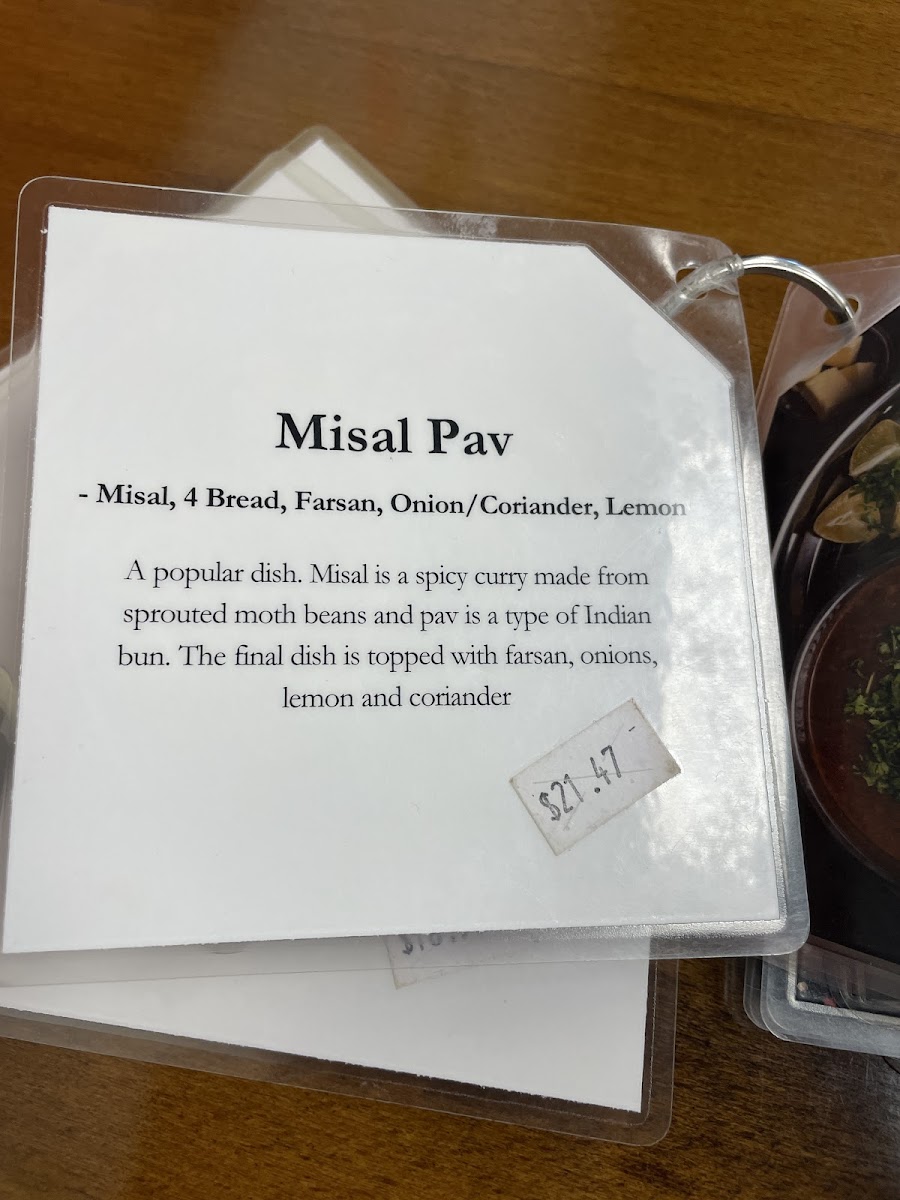 Misal Pav
- Misal, 4 Bread, Farsan, Onion/Coriander, Lemon
A popular dish. Misal is a spicy curry made from
sprouted moth beans and pav is a type of Indian
bun. The final dish is topped with farsan, onions,
lemon and coriander
$21.47